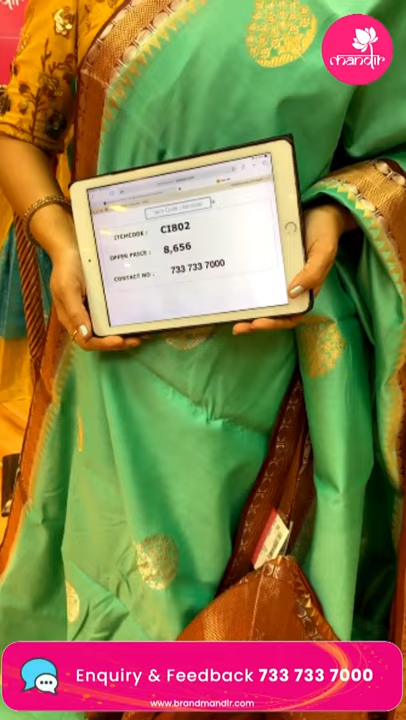 mandir
ITEMCODE : CI802
OFFER PRICE : 8,656
CONTACT NO . 733 733 7000
Enquiry & Feedback 733 733 7000
www.brandmandir.com